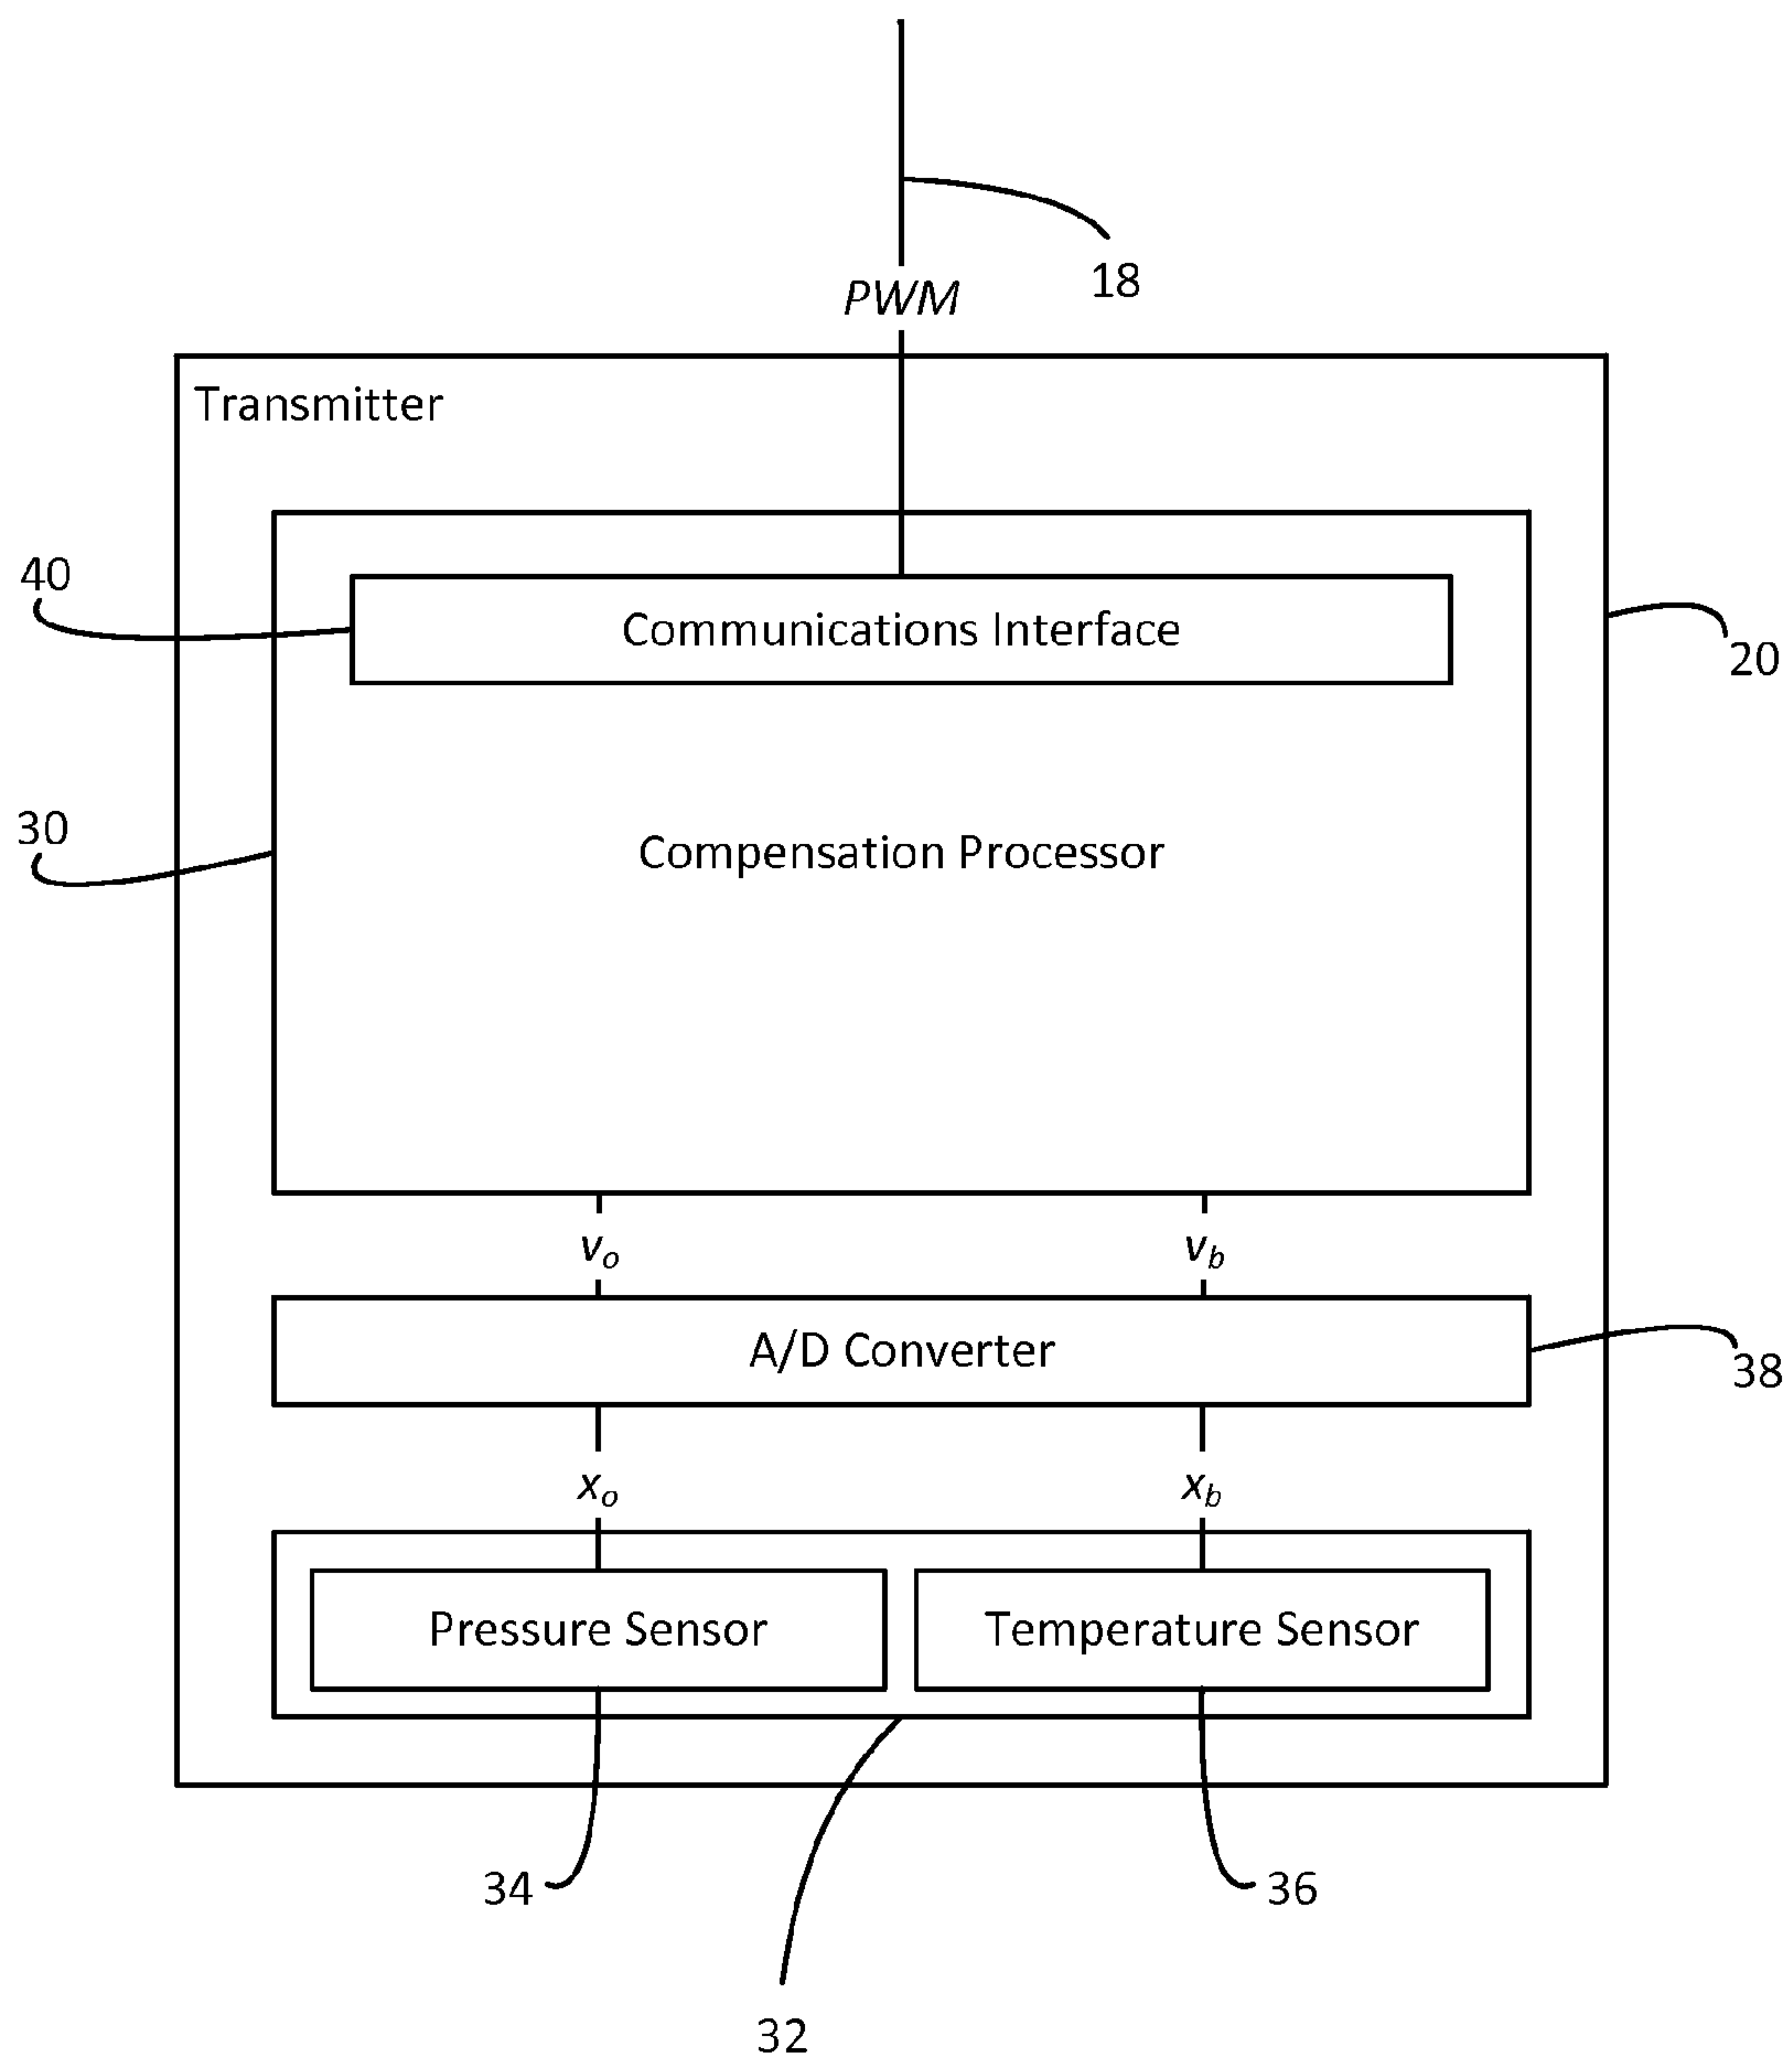 18
PWM
Transmitter
40
Communications Interface
20
30
Compensation Processor
vo
vb
A/D Converter
38
xo
xb
Pressure Sensor
Temperature Sensor
34
36
32